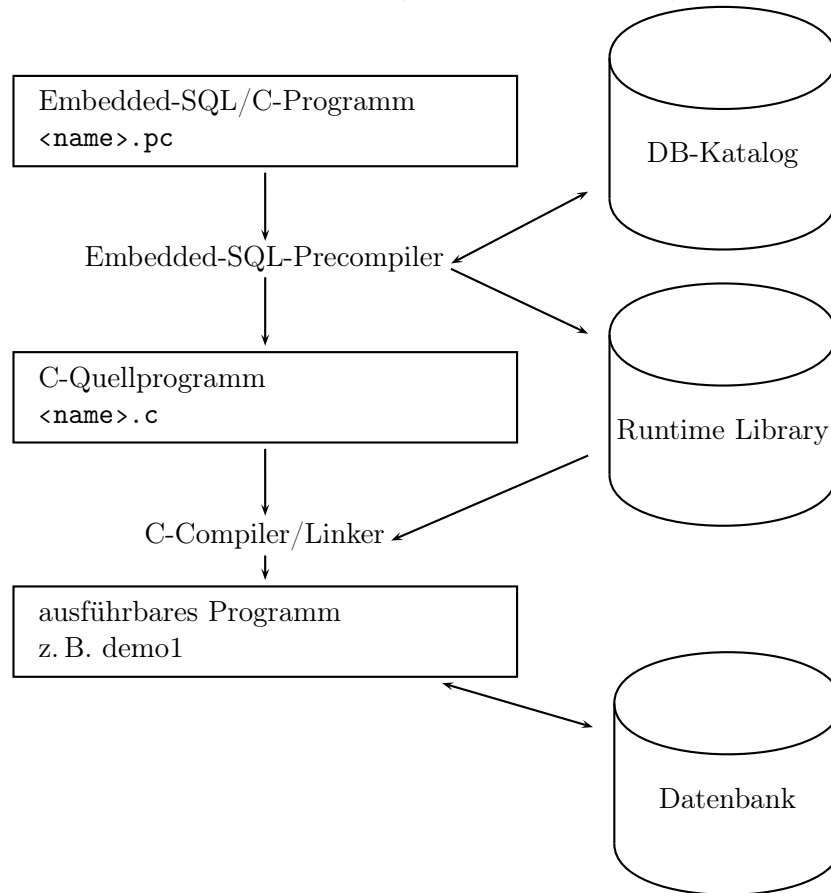 Embedded-SQL/C-Programm
<name>.pc
DB-Katalog
Embedded-SQL-Precompiler
C-Quellprogramm
<name>.c
Runtime Library
C-Compiler/Linker
ausführbares Programm
z. B. demo1
Datenbank